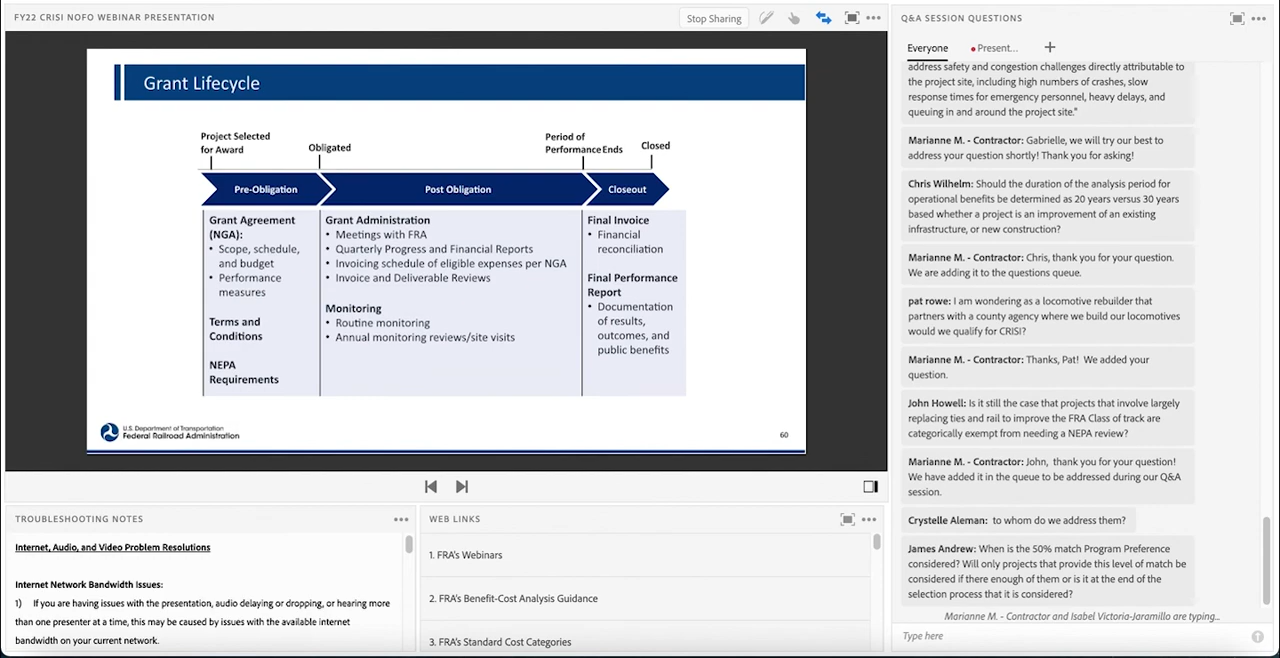 FY22 CRISI NOFO WEBINAR PRESENTATION
Stop Sharing
Grant Lifecycle
Project Selected
for Award
Obligated
Period of
Performance Ends
Closed
Pre-Obligation
Post Obligation
Closeout
Grant Agreement
(NGA):
• Scope, schedule,
and budget
• Performance
measures
Terms and
Conditions
NEPA
Requirements
Grant Administration
• Meetings with FRA
• Quarterly Progress and Financial Reports
• Invoicing schedule of eligible expenses per NGA
• Invoice and Deliverable Reviews
Monitoring
• Routine monitoring
• Annual monitoring reviews/site visits
Final Invoice
• Financial
reconciliation
Final Performance
Report
• Documentation
of results,
outcomes, and
public benefits
U.S. Department of Transportation
Federal Railroad Administration
60
TROUBLESHOOTING NOTES
Internet, Audio, and Video Problem Resolutions
Internet Network Bandwidth Issues:
1) If you are having issues with the presentation, audio delaying or dropping, or hearing more
than one presenter at a time, this may be caused by issues with the available internet
bandwidth on your current network.
WEB LINKS
1. FRA's Webinars
2. FRA's Benefit-Cost Analysis Guidance
3. FRA's Standard Cost Categories
Q&A SESSION QUESTIONS
Everyone
Present...
address safety and congestion challenges directly attributable to
the project site, including high numbers of crashes, slow
response times for emergency personnel, heavy delays, and
queuing in and around the project site."
Marianne M. - Contractor: Gabrielle, we will try our best to
address your question shortly! Thank you for asking!
Chris Wilhelm: Should the duration of the analysis period for
operational benefits be determined as 20 years versus 30 years
based whether a project is an improvement of an existing
infrastructure, or new construction?
Marianne M. - Contractor: Chris, thank you for your question.
We are adding it to the questions queue.
pat rowe: I am wondering as a locomotive rebuilder that
partners with a county agency where we build our locomotives
would we qualify for CRISI?
Marianne M. - Contractor: Thanks, Pat! We added your
question.
John Howell: Is it still the case that projects that involve largely
replacing ties and rail to improve the FRA Class of track are
categorically exempt from needing a NEPA review?
Marianne M. - Contractor: John, thank you for your question!
We have added it in the queue to be addressed during our Q&A
session.
Crystelle Aleman: to whom do we address them?
James Andrew: When is the 50% match Program Preference
considered? Will only projects that provide this level of match be
considered if there enough of them or is it at the end of the
selection process that it is considered?
Marianne M. - Contractor and Isabel Victoria-Jaramillo are typing...
Type here